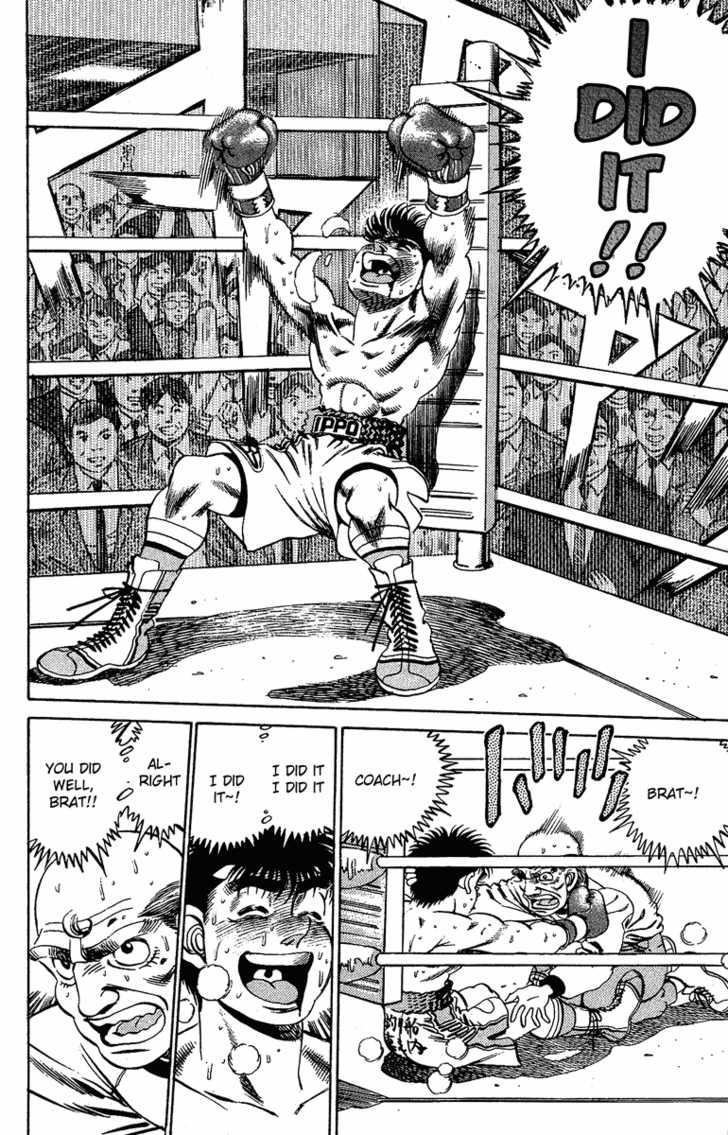 I
DID
IT
!!
IPPO
BRAT~!
COACH~!
I DID IT
I DID IT
I DID
IT~!
AL-
RIGHT
YOU DID
WELL,
BRAT!!